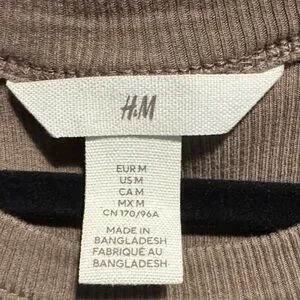 H&M
EUR M
US M
CA M
MX M
CN 170/96A
MADE IN
BANGLADESH
FABRIQUÉ AU
BANGLADESH